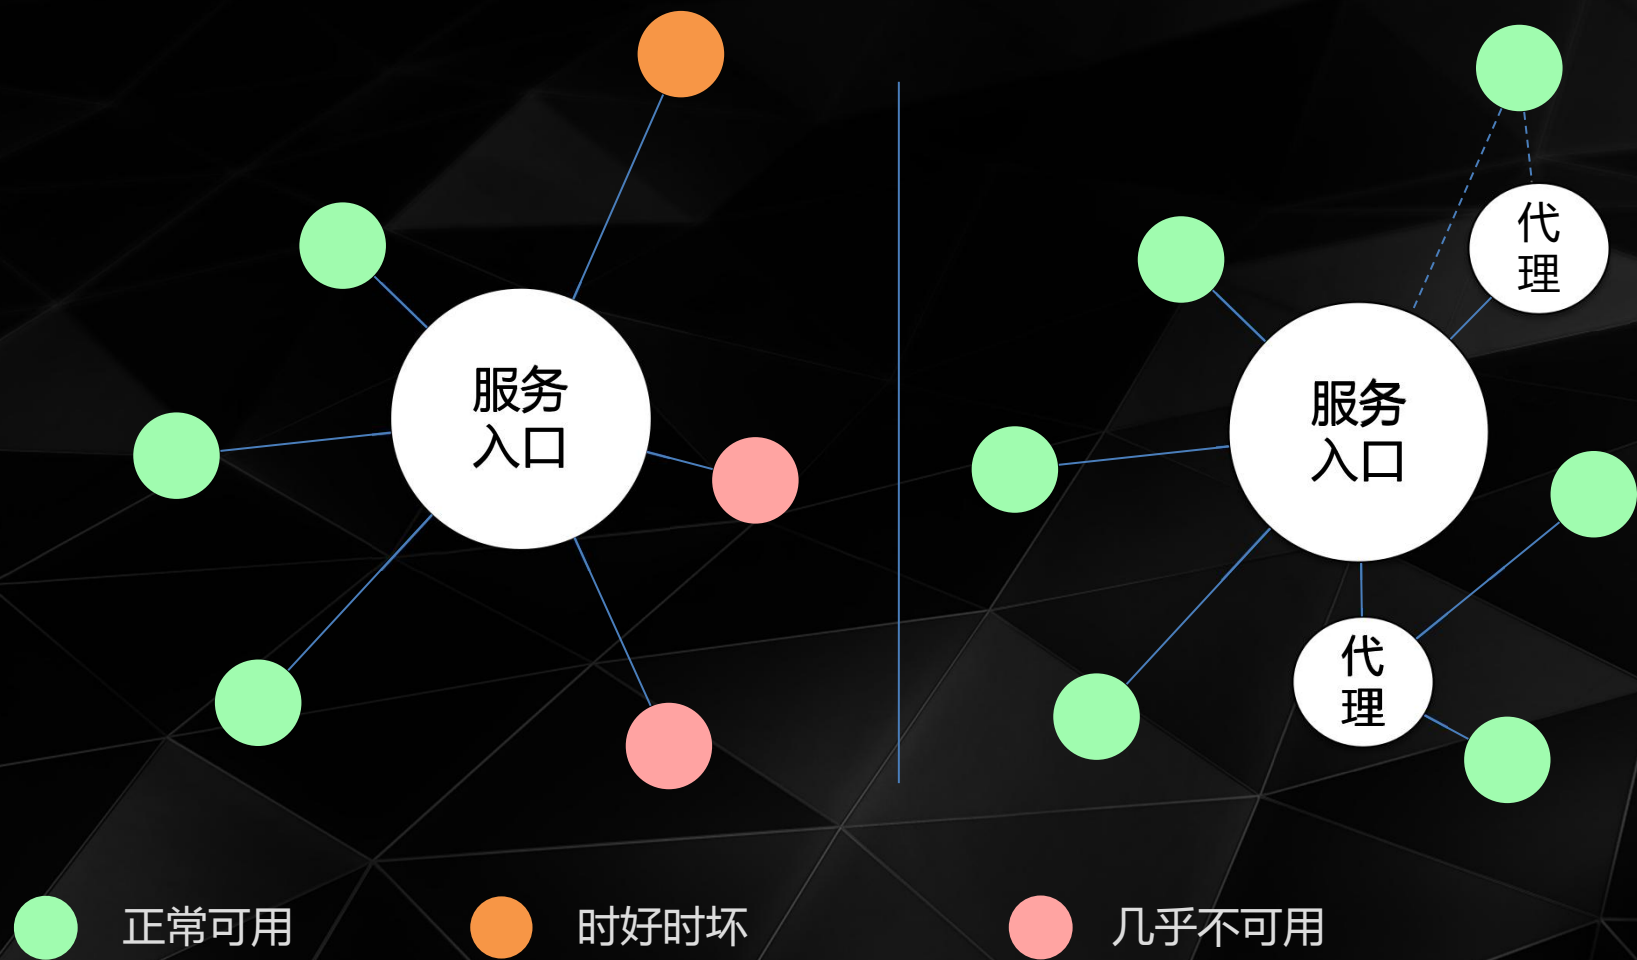 服务
入口
代
理
服务
入口
代
理
正常可用
时好时坏
几乎不可用